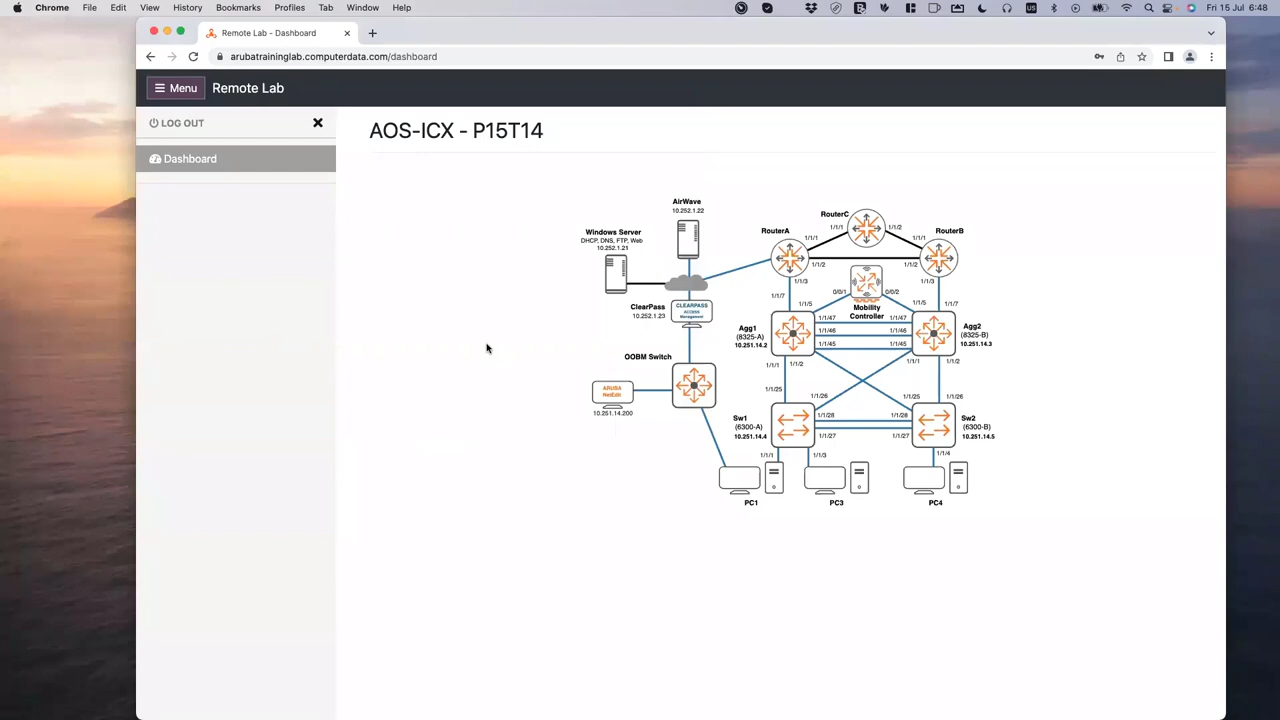 Chrome File Edit View History Bookmarks Profiles Tab Window Help
US
Fri 15 Jul 6:48
Remote Lab - Dashboard
arubatraininglab.computerdata.com/dashboard
Menu Remote Lab
LOG OUT
Dashboard
AOS-ICX - P15T14
AirWave
10.252.1.22
RouterC
1/1/1
1/1/2
Windows Server
DHCP, DNS, FTP, Web
10.252.1.21
RouterA
1/1/1
1/1/1
RouterB
1/1/2
1/1/2
1/1/3
1/1/3
0/0/1
0/0/2
1/1/7
1/1/5
1/1/5
1/1/7
Mobility
Controller
ClearPass
10.252.1.23
CLEARPASS
ACCESS
Management
Agg1
(8325-A)
10.251.14.2
1/1/47
1/1/47
1/1/46
1/1/46
1/1/45
1/1/45
Agg2
(8325-B)
10.251.14.3
OOBM Switch
1/1/1
1/1/2
1/1/1
1/1/2
ARUBA
NetEdit
10.251.14.200
1/1/25
1/1/26
1/1/25
1/1/26
Sw1
(6300-A)
10.251.14.4
1/1/28
1/1/28
1/1/27
1/1/27
Sw2
(6300-B)
10.251.14.5
1/1/1
1/1/3
1/1/4
PC1
PC3
PC4